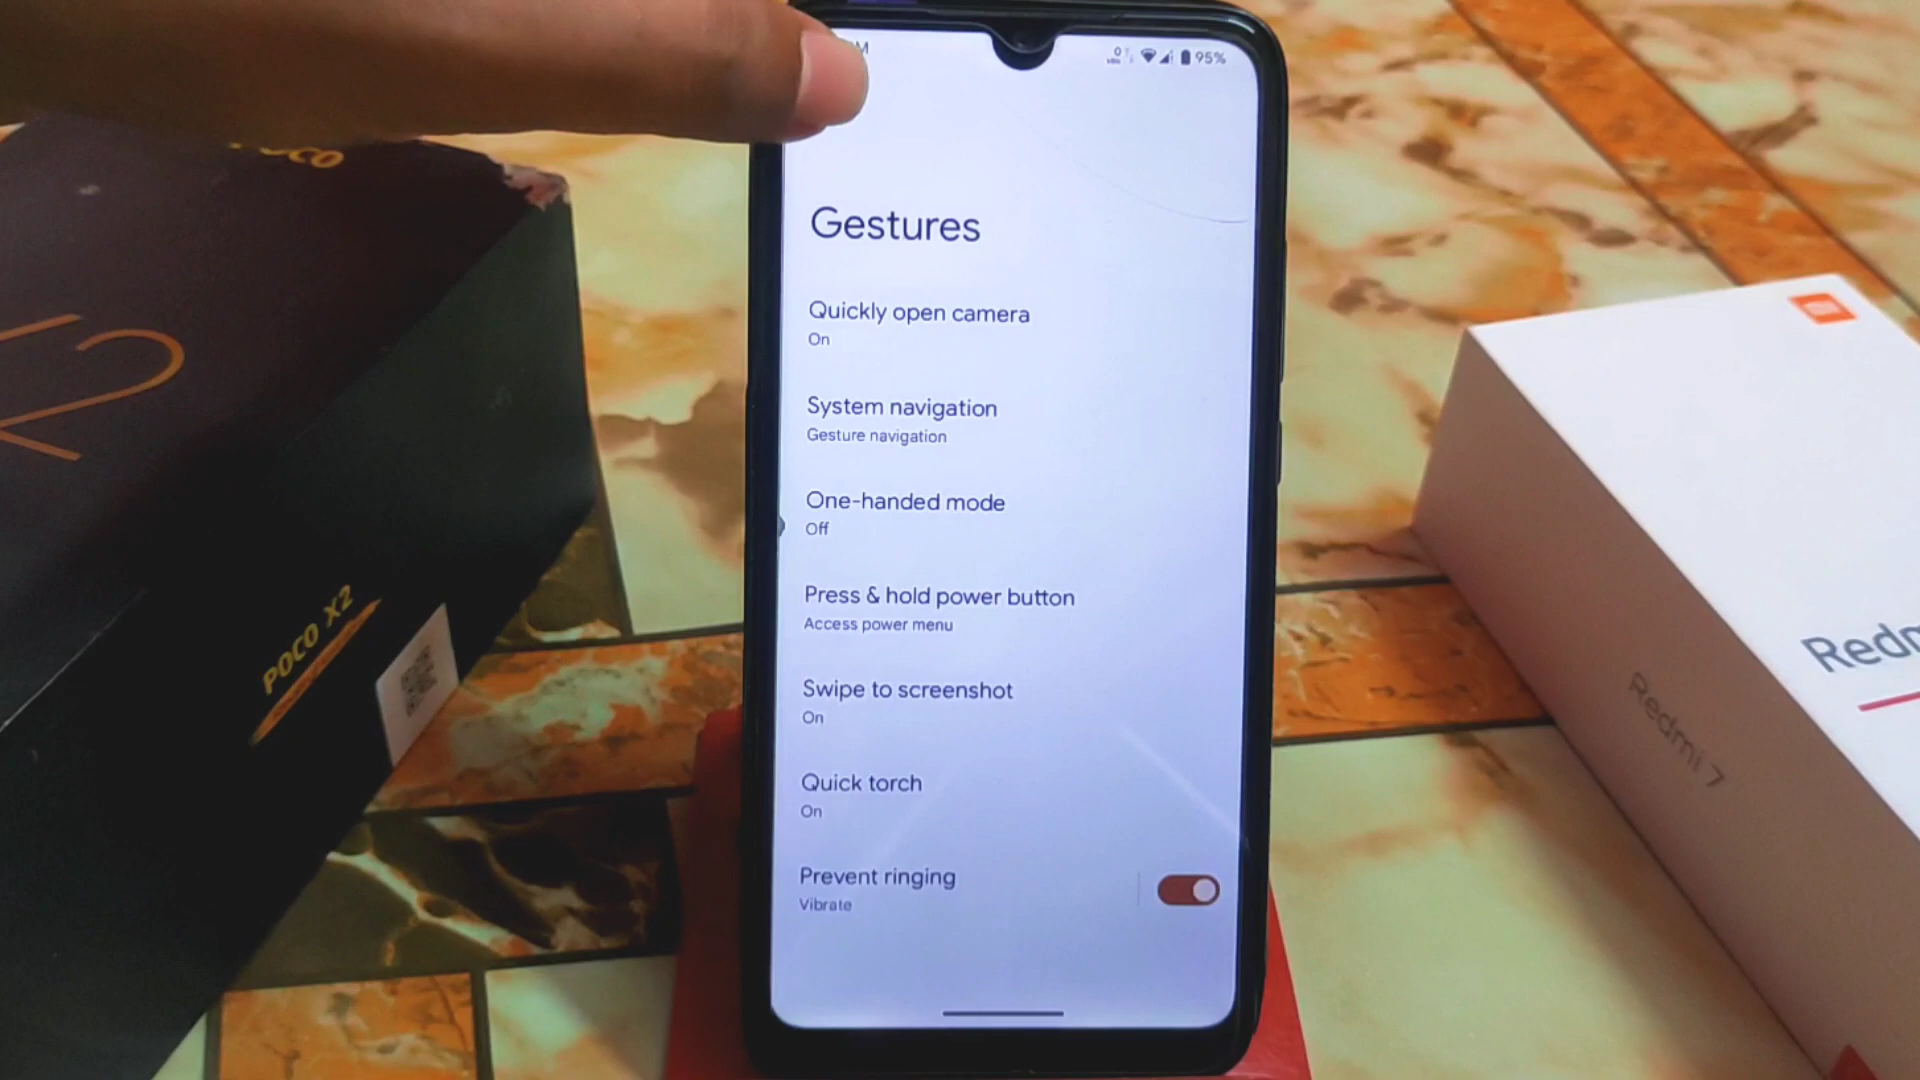 95%
Gestures
Quickly open camera
On
System navigation
Gesture navigation
One-handed mode
Off
Press & hold power button
Access power menu
Swipe to screenshot
On
Quick torch
On
Prevent ringing
Vibrate
POCO X2
Redmi 7